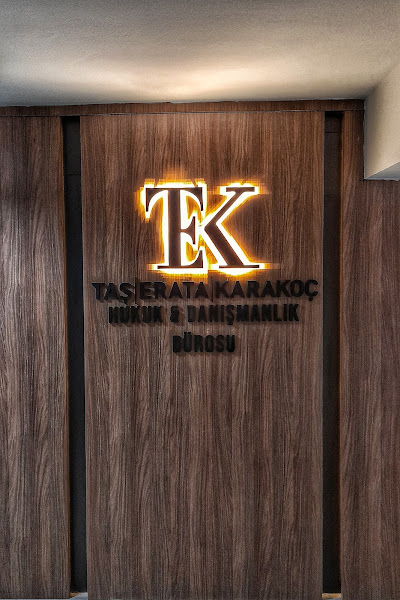 TEK
TAŞ|ERATA|KARAKOÇ
HUKUK & DANIŞMANLIK
BÜROSU